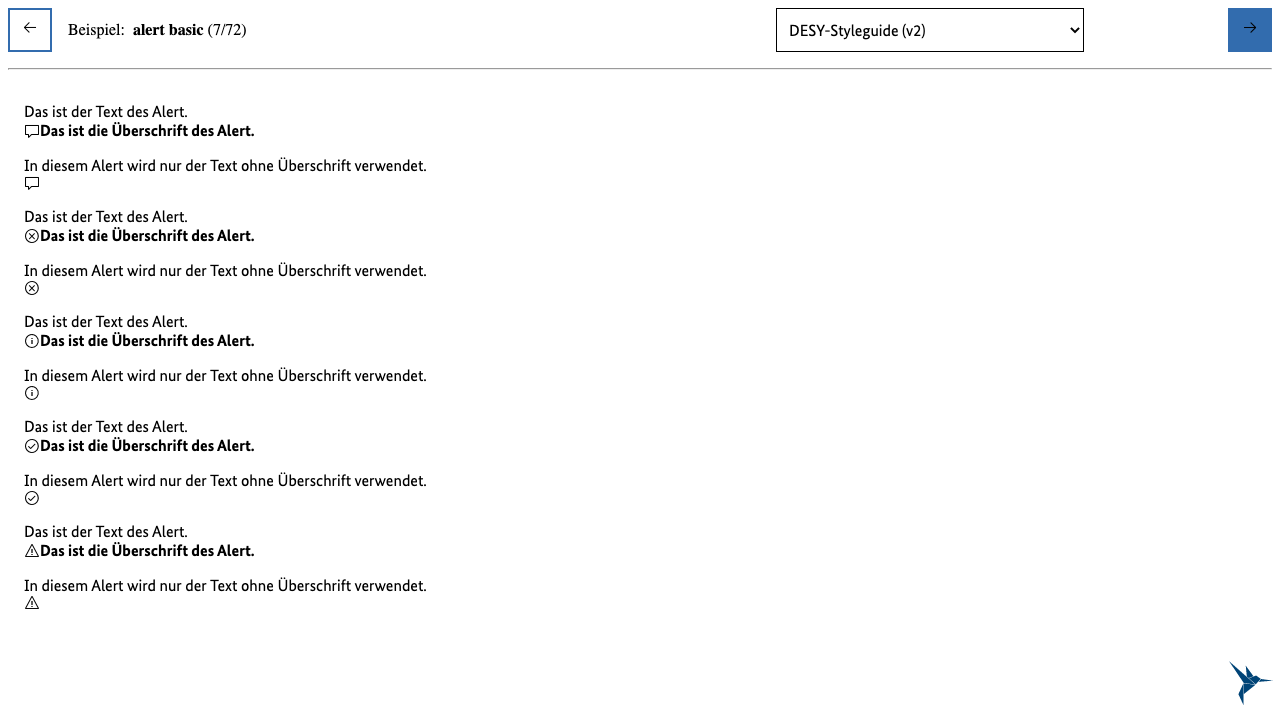 Beispiel: alert basic (7/72)
DESY-Styleguide (v2)
Das ist der Text des Alert.
Das ist die Überschrift des Alert.
In diesem Alert wird nur der Text ohne Überschrift verwendet.
Das ist der Text des Alert.
Das ist die Überschrift des Alert.
In diesem Alert wird nur der Text ohne Überschrift verwendet.
Das ist der Text des Alert.
Das ist die Überschrift des Alert.
In diesem Alert wird nur der Text ohne Überschrift verwendet.
Das ist der Text des Alert.
Das ist die Überschrift des Alert.
In diesem Alert wird nur der Text ohne Überschrift verwendet.
Das ist der Text des Alert.
Das ist die Überschrift des Alert.
In diesem Alert wird nur der Text ohne Überschrift verwendet.